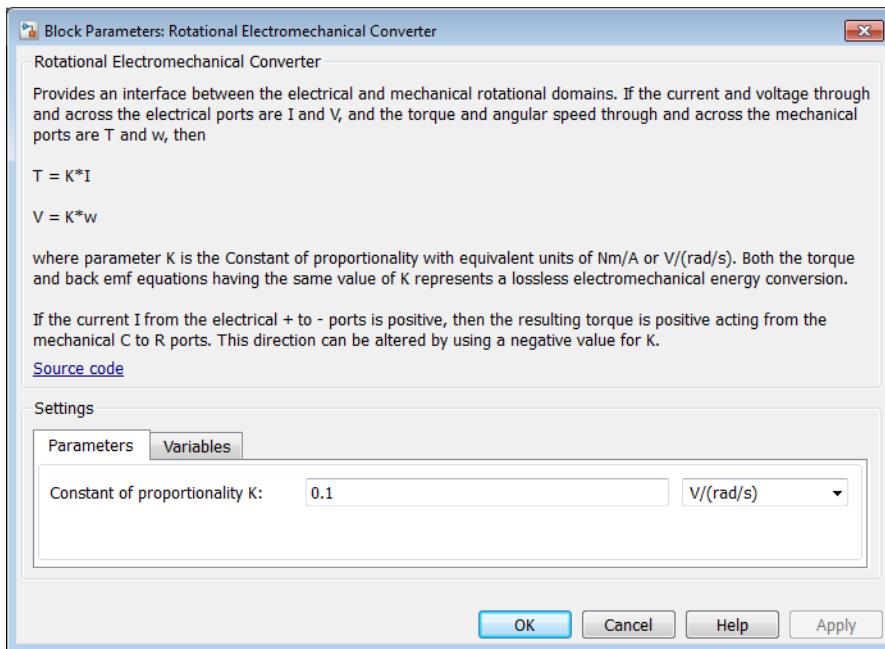 Block Parameters: Rotational Electromechanical Converter
Rotational Electromechanical Converter
Provides an interface between the electrical and mechanical rotational domains. If the current and voltage through
and across the electrical ports are I and V, and the torque and angular speed through and across the mechanical
ports are T and w, then
T = K*I
V = K*w
where parameter K is the Constant of proportionality with equivalent units of Nm/A or V/(rad/s). Both the torque
and back emf equations having the same value of K represents a lossless electromechanical energy conversion.
If the current I from the electrical + to - ports is positive, then the resulting torque is positive acting from the
mechanical C to R ports. This direction can be altered by using a negative value for K.
Source code
Settings
Parameters Variables
Constant of proportionality K: 0.1 V/(rad/s)
OK Cancel Help Apply